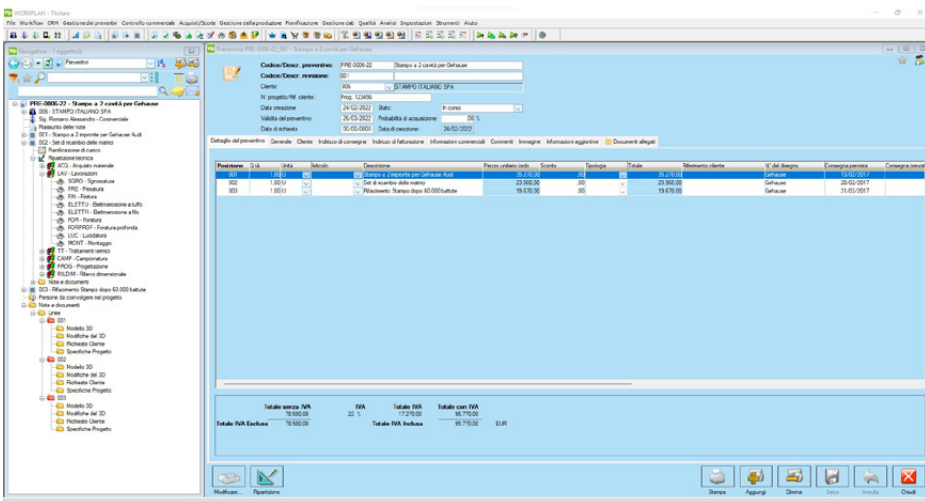 WORKPLAN - Titolare
File Workflow CRM Gestione dei preventivi Controllo commerciale Acquisti/Scorte Gestione della produzione Pianificazione Gestione dati Qualità Analisi Impostazioni Strumenti Aiuto
Navigatore - 1 oggetto(i)
Preventivi
PRE-0006-22 - Stampo a 2 cavità per Gehause
006 - STAMPO ITALIANO SPA
Sig. Romano Alessandro - Commerciale
Riassunto delle note
001 - Stampo a 2 impronte per Gehause Audi
002 - Set di ricambio delle matrici
Pianificazione di carico
Ripartizione tecnica
ACQ - Acquisto materiale
LAV - Lavorazioni
SGRO - Sgrossatura
FRE - Fresatura
FIN - Finitura
ELETTU - Elettroerosione a tuffo
ELETTFI - Elettroerosione a filo
FOR - Foratura
FORPROF - Foratura profonda
LUC - Lucidatura
MONT - Montaggio
TT - Trattamenti termici
CAMP - Campionatura
PROG - Progettazione
RILDIM - Rilievo dimensionale
Note e documenti
003 - Rifacimento Stampo dopo 60.000 battute
Persone da coinvolgere nel progetto
Note e documenti
Linee
001
Modello 3D
Modifiche del 3D
Richieste Cliente
Specifiche Progetto
002
Modello 3D
Modifiche del 3D
Richieste Cliente
Specifiche Progetto
003
Modello 3D
Modifiche del 3D
Richieste Cliente
Specifiche Progetto
Preventivo PRE-0006-22_001 - Stampo a 2 cavità per Gehause
Codice/Descr. preventivo: PRE-0006-22 Stampo a 2 cavità per Gehause
Codice/Descr. revisione: 001
Cliente: 006 STAMPO ITALIANO SPA
N° progetto/Rif. cliente: Prog. 123456
Data creazione 24/02/2022 Stato: In corso
Validità del preventivo 26/03/2022 Probabilità di acquisizione 00 %
Data di richiesta 00/00/0000 Data di creazione: 24/02/2022
Dettaglio del preventivo Generale Cliente Indirizzo di consegna Indirizzo di fatturazione Informazioni commerciali Commenti Immagine Informazioni aggiuntive Documenti allegati
Posizione Q.tà Unità Articolo Descrizione Prezzo unitario lordo Sconto Tipologia Totale Riferimento cliente N° del disegno Consegna prevista
001 1,00 U Stampo a 2 impronte per Gehause Audi 35.270,00 ,00 35.270,00 Gehause 13/02/2017
002 1,00 U Set di ricambio delle matrici 23.560,00 ,00 23.560,00 Gehause 28/02/2017
003 1,00 U Rifacimento Stampo dopo 60.000 battute 19.670,00 ,00 19.670,00 Gehause 31/03/2017
Totale senza IVA IVA Totale IVA Totale con IVA
78.500,00 22 % 17.270,00 95.770,00
Totale IVA Esclusa 78.500,00 Totale IVA Inclusa 95.770,00 EUR
Modificare... Ripartizione Stampa Aggiungi Elimina Salva Annulla Chiudi